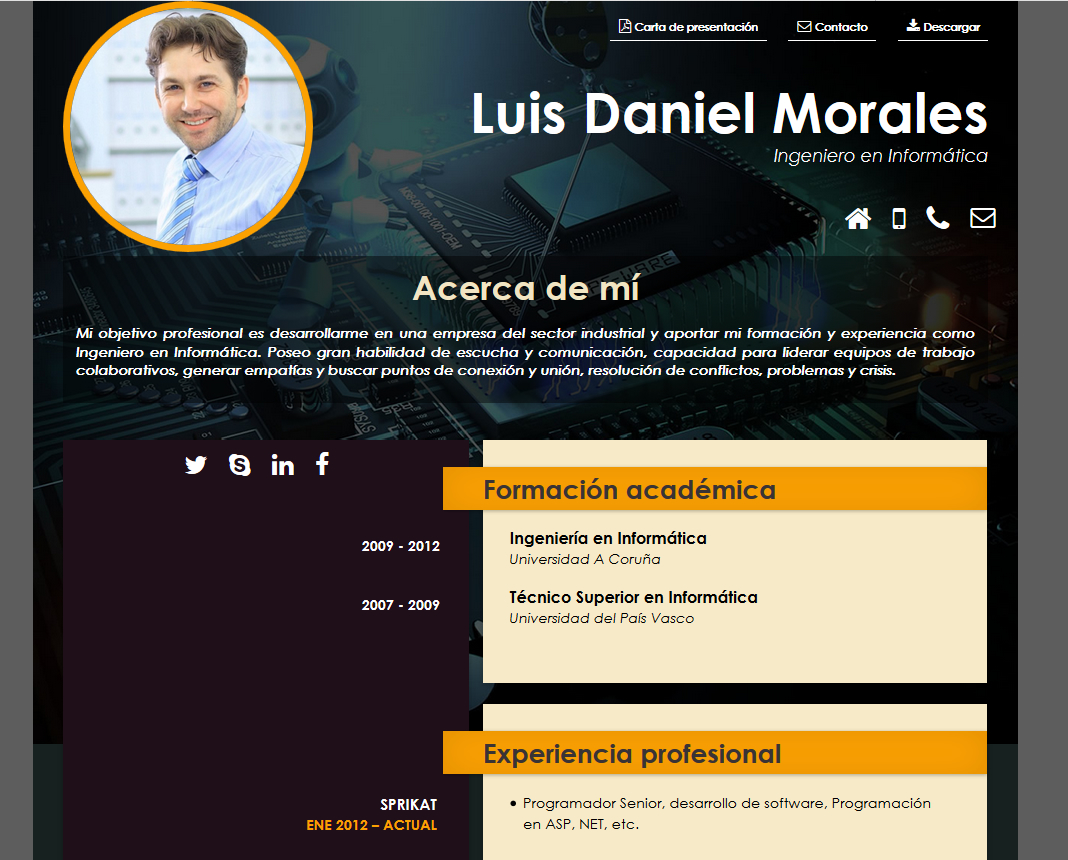 Carta de presentación
Contacto
Descargar
Luis Daniel Morales
Ingeniero en Informática
Acerca de mí
Mi objetivo profesional es desarrollarme en una empresa del sector industrial y aportar mi formación y experiencia como
Ingeniero en Informática. Poseo gran habilidad de escucha y comunicación, capacidad para liderar equipos de trabajo
colaborativos, generar empatías y buscar puntos de conexión y unión, resolución de conflictos, problemas y crisis.
Formación académica
2009 - 2012
Ingeniería en Informática
Universidad A Coruña
2007 - 2009
Técnico Superior en Informática
Universidad del País Vasco
Experiencia profesional
SPRIKAT
ENE 2012 – ACTUAL
• Programador Senior, desarrollo de software, Programación
en ASP, NET, etc.